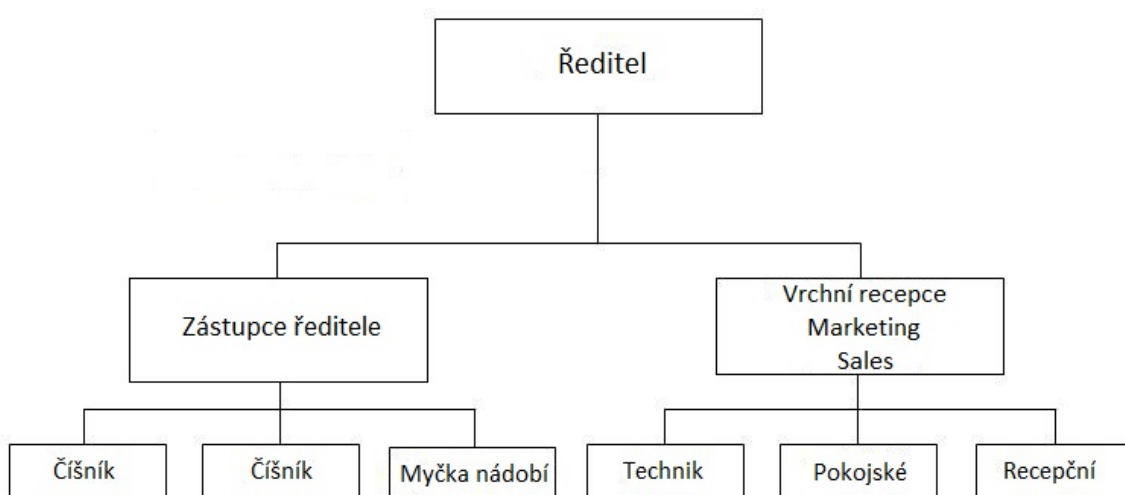 Ředitel
Zástupce ředitele
Vrchní recepce
Marketing
Sales
Číšník
Číšník
Myčka nádobí
Technik
Pokojské
Recepční